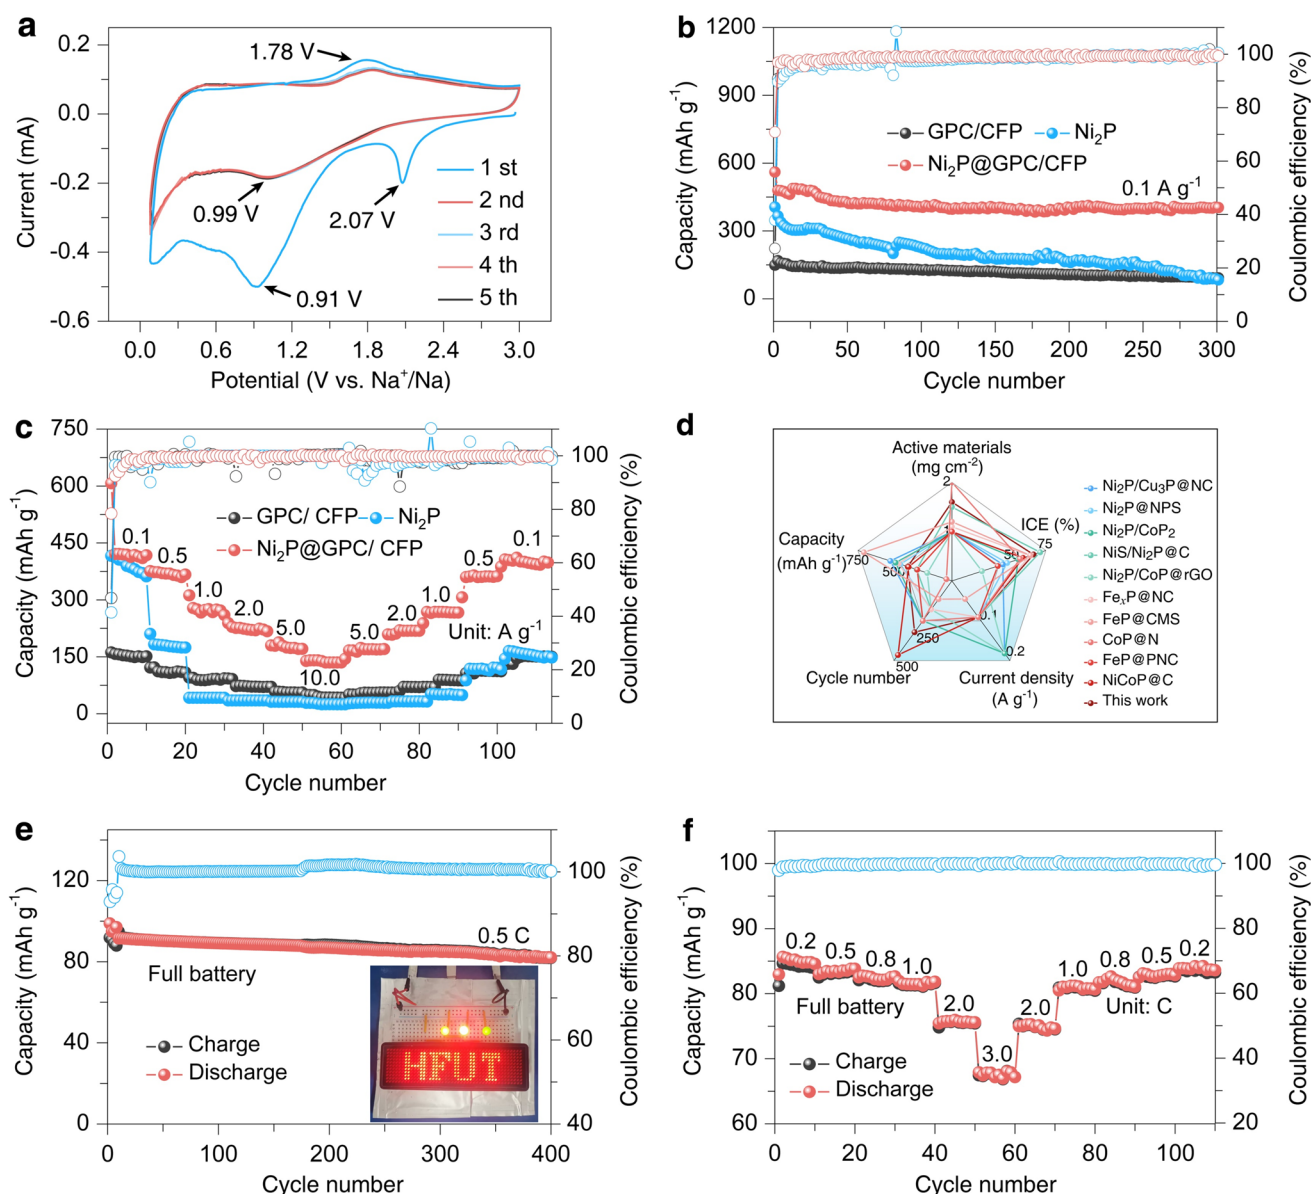 a
0.2
0.0
-0.2
-0.4
-0.6
Current (mA)
1.78 V
0.99 V
2.07 V
0.91 V
1 st
2 nd
3 rd
4 th
5 th
0.0 0.6 1.2 1.8 2.4 3.0
Potential (V vs. Na⁺/Na)
b
1200
900
600
300
0
Capacity (mAh g⁻¹)
GPC/CFP Ni₂P
Ni₂P@GPC/CFP
0.1 A g⁻¹
100
80
60
40
20
0
Coulombic efficiency (%)
0 50 100 150 200 250 300
Cycle number
c
750
600
450
300
150
0
Capacity (mAh g⁻¹)
GPC/ CFP Ni₂P
Ni₂P@GPC/ CFP
0.1
0.5
1.0
2.0
5.0
10.0
5.0
2.0
1.0
0.5
0.1
Unit: A g⁻¹
100
80
60
40
20
0
Coulombic efficiency (%)
0 20 40 60 80 100
Cycle number
d
Active materials
(mg cm⁻²)
2
1
ICE (%)
75
50
Capacity
(mAh g⁻¹)
750
500
0.1
0.2
250
500
Cycle number
Current density
(A g⁻¹)
Ni₂P/Cu₃P@NC
Ni₂P@NPS
Ni₂P/CoP₂
NiS/Ni₂P@C
Ni₂P/CoP@rGO
FeₓP@NC
FeP@CMS
CoP@N
FeP@PNC
NiCoP@C
This work
e
120
80
40
0
Capacity (mAh g⁻¹)
0.5 C
Full battery
Charge
Discharge
HFUT
100
80
60
40
Coulombic efficiency (%)
0 100 200 300 400
Cycle number
f
100
90
80
70
60
Capacity (mAh g⁻¹)
0.2
0.5
0.8
1.0
2.0
3.0
2.0
1.0
0.8
0.5
0.2
Full battery
Unit: C
Charge
Discharge
100
80
60
40
20
Coulombic efficiency (%)
0 20 40 60 80 100
Cycle number